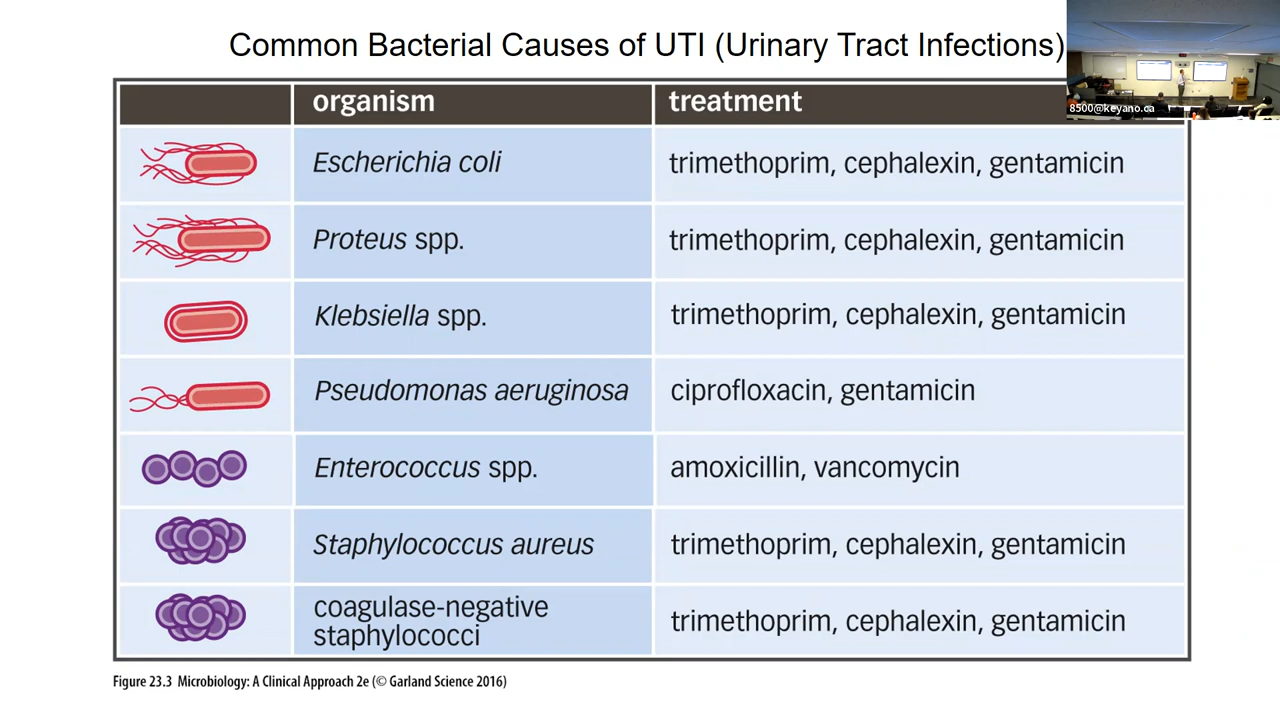 Common Bacterial Causes of UTI (Urinary Tract Infections)
8500@keyano.ca
organism treatment
Escherichia coli trimethoprim, cephalexin, gentamicin
Proteus spp. trimethoprim, cephalexin, gentamicin
Klebsiella spp. trimethoprim, cephalexin, gentamicin
Pseudomonas aeruginosa ciprofloxacin, gentamicin
Enterococcus spp. amoxicillin, vancomycin
Staphylococcus aureus trimethoprim, cephalexin, gentamicin
coagulase-negative
staphylococci trimethoprim, cephalexin, gentamicin
Figure 23.3 Microbiology: A Clinical Approach 2e (© Garland Science 2016)